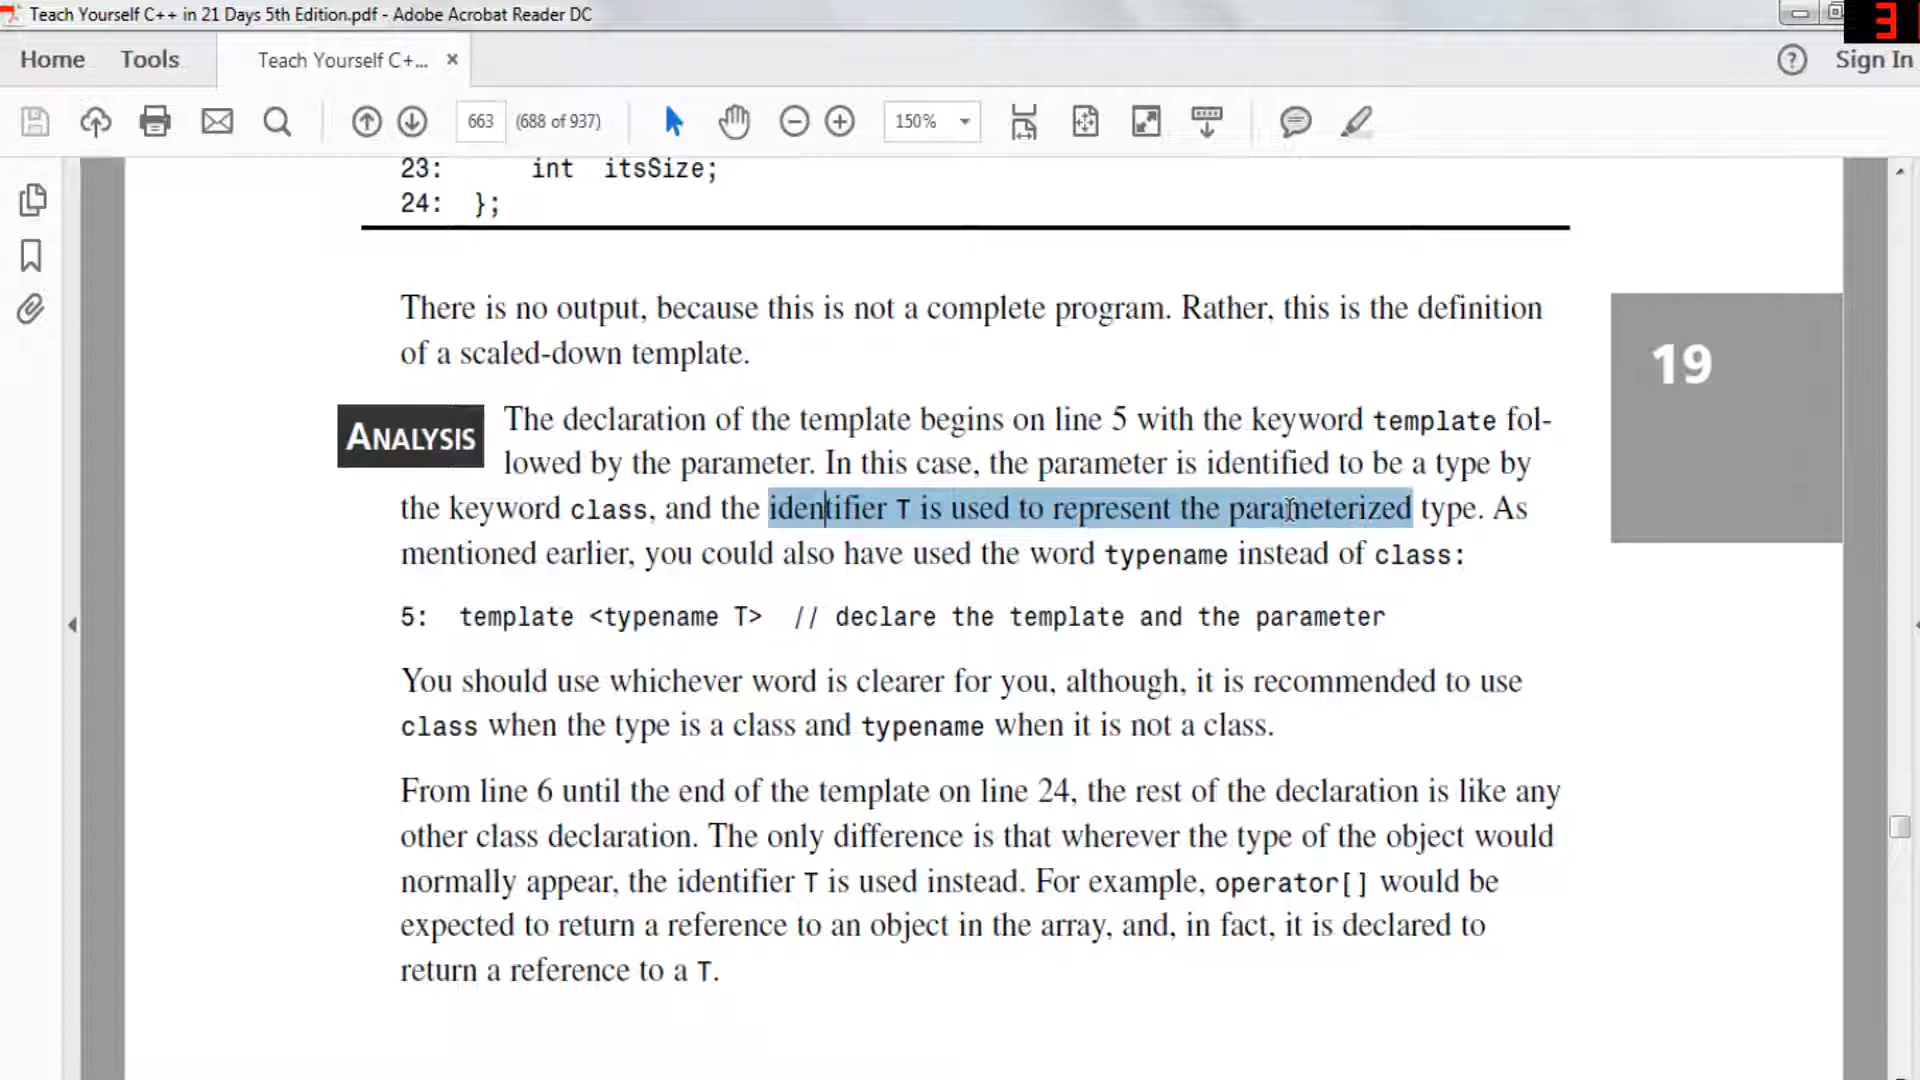 Teach Yourself C++ in 21 Days 5th Edition.pdf - Adobe Acrobat Reader DC
3
Home Tools Teach Yourself C+... × ? Sign In
663 (688 of 937) 150%
23: int itsSize;
24: };
There is no output, because this is not a complete program. Rather, this is the definition
of a scaled-down template.
19
ANALYSIS The declaration of the template begins on line 5 with the keyword template fol-
lowed by the parameter. In this case, the parameter is identified to be a type by
the keyword class, and the identifier T is used to represent the parameterized type. As
mentioned earlier, you could also have used the word typename instead of class:
5: template <typename T> // declare the template and the parameter
You should use whichever word is clearer for you, although, it is recommended to use
class when the type is a class and typename when it is not a class.
From line 6 until the end of the template on line 24, the rest of the declaration is like any
other class declaration. The only difference is that wherever the type of the object would
normally appear, the identifier T is used instead. For example, operator[] would be
expected to return a reference to an object in the array, and, in fact, it is declared to
return a reference to a T.